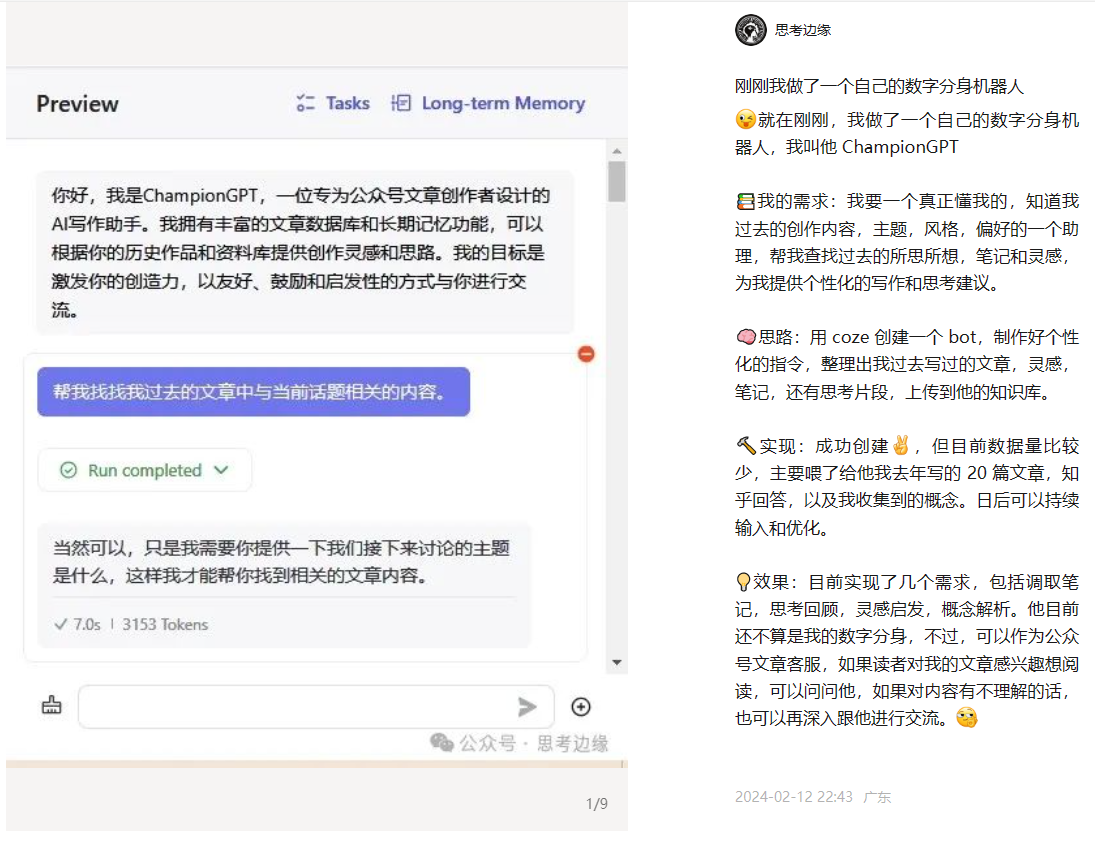 Preview
Tasks
Long-term Memory
你好，我是ChampionGPT，一位专为公众号文章创作者设计的
AI写作助手。我拥有丰富的文章数据库和长期记忆功能，可以
根据你的历史作品和资料库提供创作灵感和思路。我的目标是
激发你的创造力，以友好、鼓励和启发性的方式与你进行交
流。
帮我找找我过去的文章中与当前话题相关的内容。
Run completed
当然可以，只是我需要你提供一下我们接下来讨论的主题
是什么，这样我才能帮你找到相关的文章内容。
7.0s | 3153 Tokens
公众号 · 思考边缘
1/9
思考边缘
刚刚我做了一个自己的数字分身机器人
😜就在刚刚，我做了一个自己的数字分身机
器人，我叫他 ChampionGPT
📚我的需求：我要一个真正懂我的，知道我
过去的创作内容，主题，风格，偏好的一个助
理，帮我查找过去的所思所想，笔记和灵感，
为我提供个性化的写作和思考建议。
🧠思路：用 coze 创建一个 bot，制作好个性
化的指令，整理出我过去写过的文章，灵感，
笔记，还有思考片段，上传到他的知识库。
🔨实现：成功创建✌，但目前数据量比较
少，主要喂了给他我去年写的 20 篇文章，知
乎回答，以及我收集到的概念。日后可以持续
输入和优化。
💡效果：目前实现了几个需求，包括调取笔
记，思考回顾，灵感启发，概念解析。他目前
还不算是我的数字分身，不过，可以作为公众
号文章客服，如果读者对我的文章感兴趣想阅
读，可以问问他，如果对内容有不理解的话，
也可以再深入跟他进行交流。🤔
2024-02-12 22:43 广东